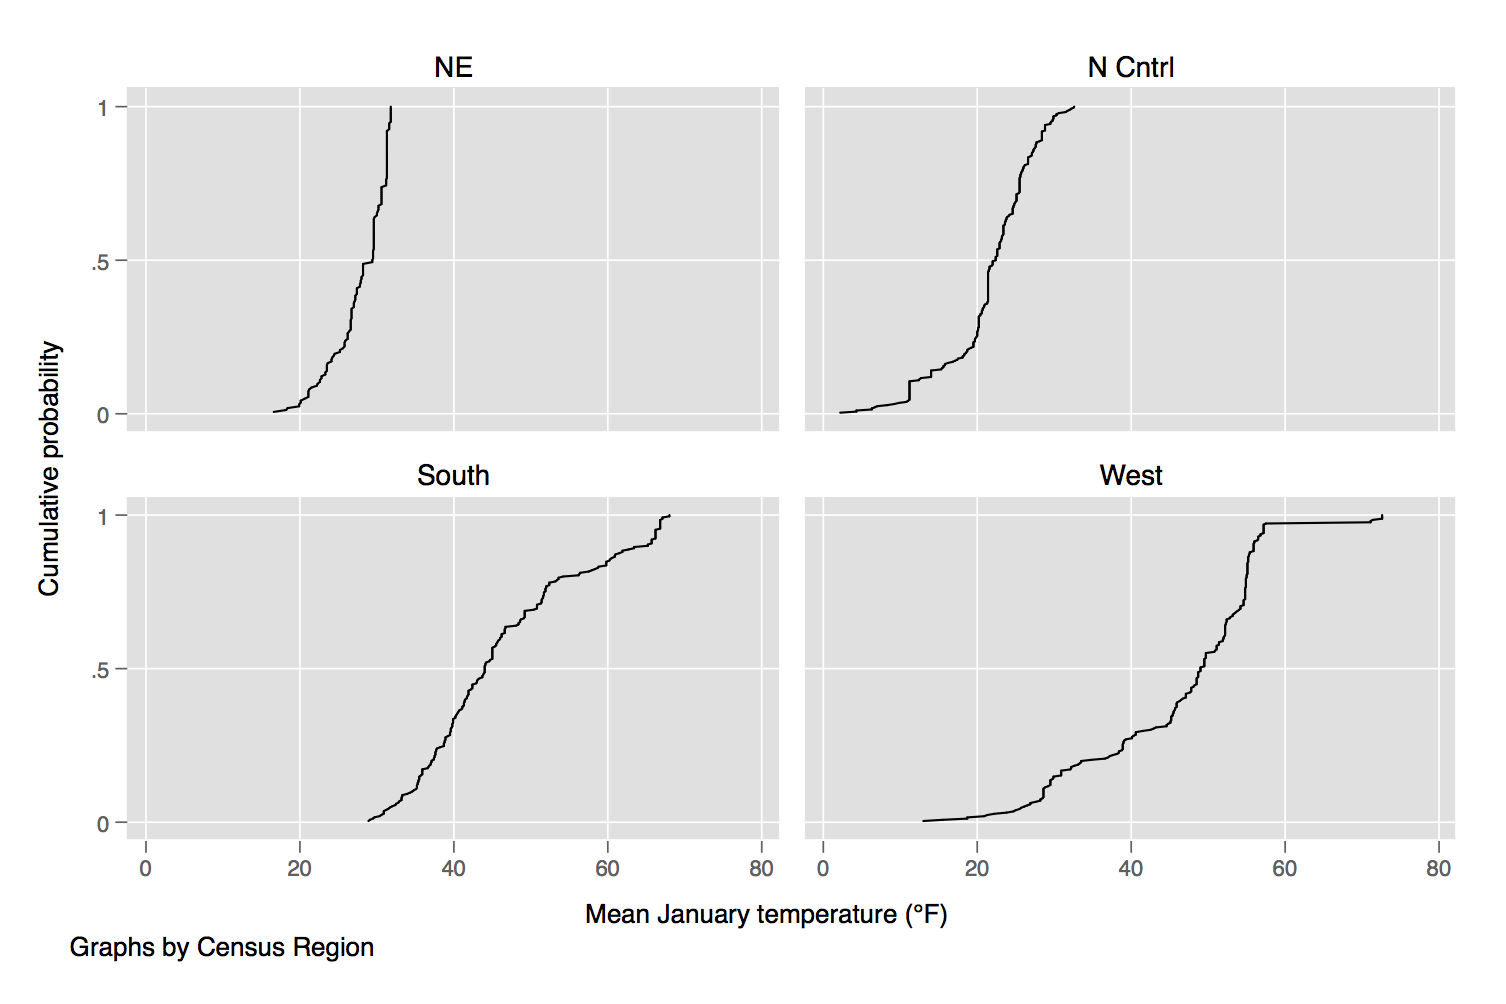 NE
N Cntrl
1
.5
0
South
West
1
.5
0
Cumulative probability
0 20 40 60 80
0 20 40 60 80
Mean January temperature (°F)
Graphs by Census Region